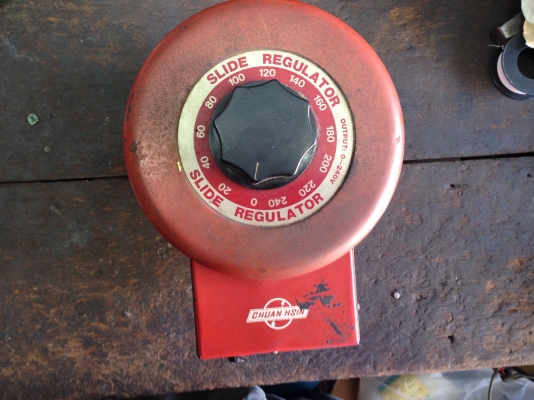 SLIDE REGULATOR
0 20 40 60 80 100 120 140 160 180 200 220 240
OUTPUT: 0~240V
SLIDE REGULATOR
CHUAN HSIN